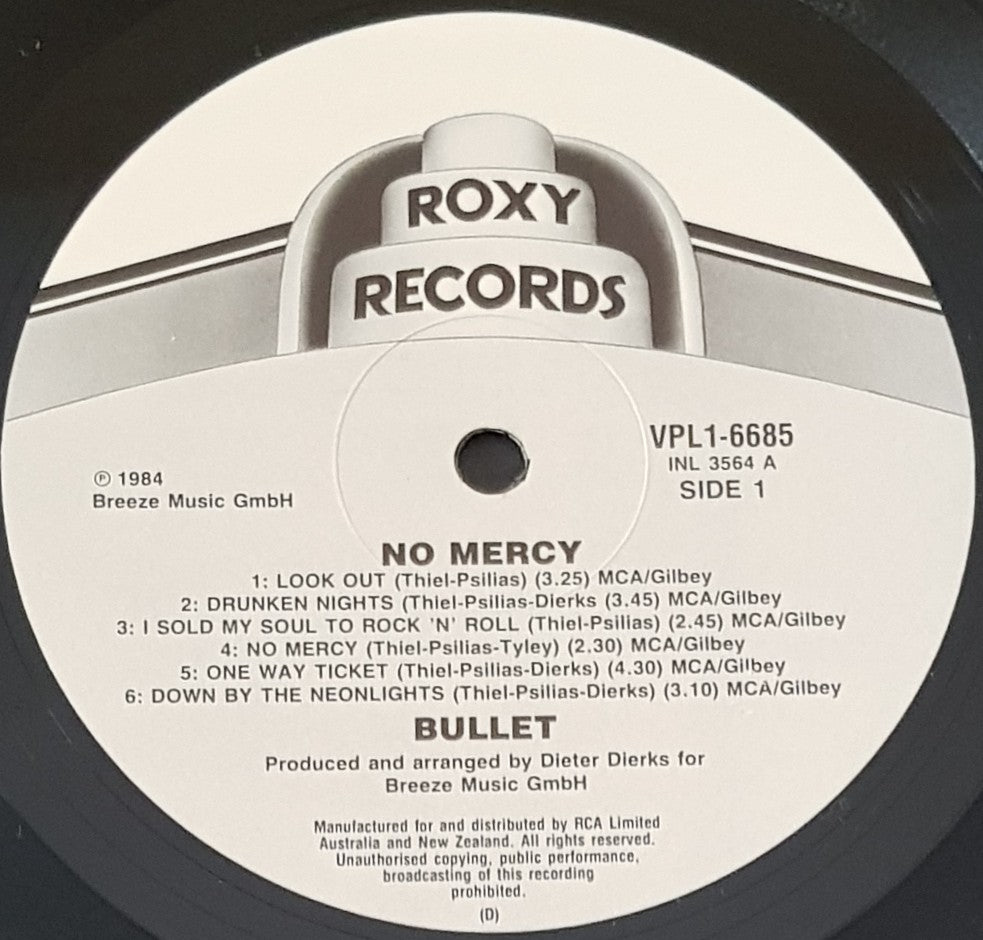 ROXY
RECORDS
VPL1-6685
INL 3564 A
SIDE 1
℗ 1984
Breeze Music GmbH
NO MERCY
1: LOOK OUT (Thiel-Psilias) (3.25) MCA/Gilbey
2: DRUNKEN NIGHTS (Thiel-Psilias-Dierks (3.45) MCA/Gilbey
3: I SOLD MY SOUL TO ROCK 'N' ROLL (Thiel-Psilias) (2.45) MCA/Gilbey
4: NO MERCY (Thiel-Psilias-Tyley) (2.30) MCA/Gilbey
5: ONE WAY TICKET (Thiel-Psilias-Dierks) (4.30) MCA/Gilbey
6: DOWN BY THE NEONLIGHTS (Thiel-Psilias-Dierks) (3.10) MCA/Gilbey
BULLET
Produced and arranged by Dieter Dierks for
Breeze Music GmbH
Manufactured for and distributed by RCA Limited
Australia and New Zealand. All rights reserved.
Unauthorised copying, public performance,
broadcasting of this recording
prohibited.
(D)